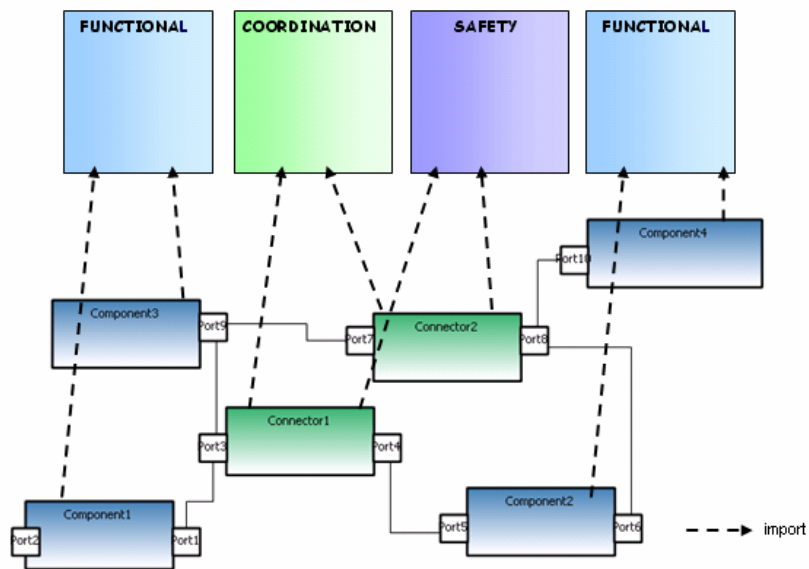 FUNCTIONAL
COORDINATION
SAFETY
FUNCTIONAL
Component4
Port10
Component3
Port9
Connector2
Port7
Port8
Connector1
Port3
Port4
Component1
Component2
Port2
Port1
Port5
Port6
import